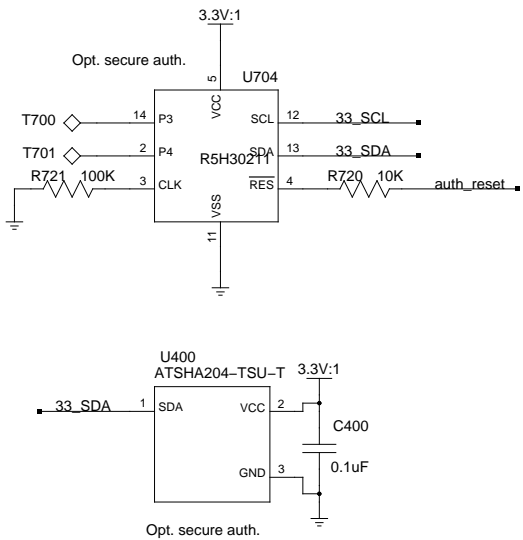 3.3V:1
Opt. secure auth.
U704
5
VCC
T700
14
P3
SCL
12
33_SCL
T701
2
P4
SDA
13
33_SDA
R5H30211
R721
100K
3
CLK
RES
4
R720
10K
auth_reset
VSS
11
U400
ATSHA204-TSU-T
3.3V:1
33_SDA
1
SDA
VCC
2
C400
0.1uF
GND
3
Opt. secure auth.